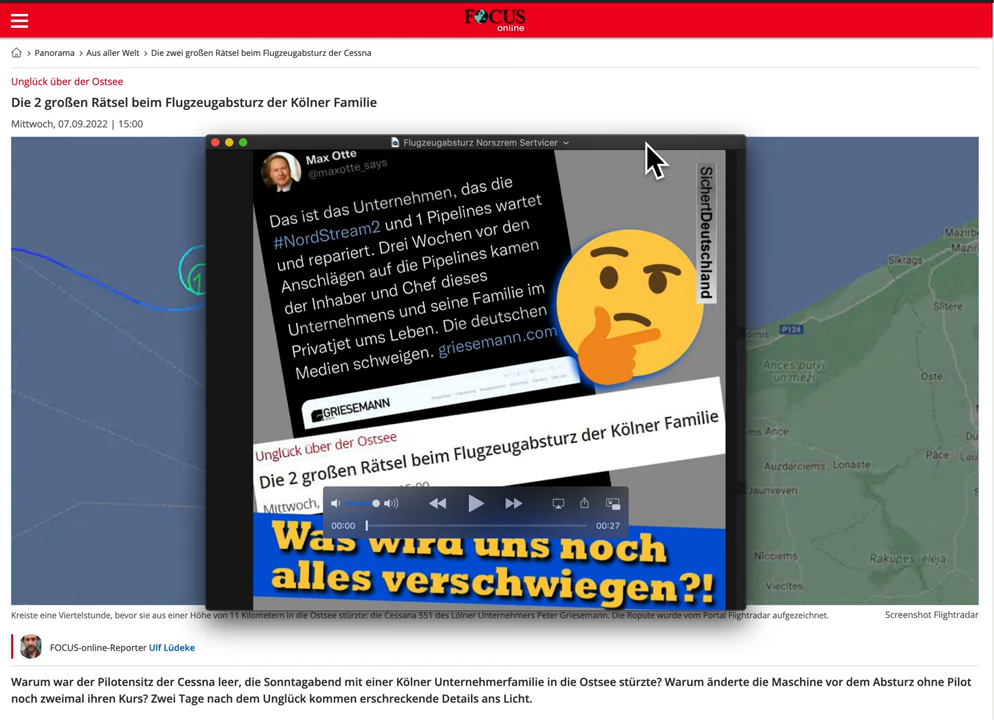 FOCUS
online
Panorama > Aus aller Welt > Die zwei großen Rätsel beim Flugzeugabsturz der Cessna
Unglück über der Ostsee
Die 2 großen Rätsel beim Flugzeugabsturz der Kölner Familie
Mittwoch, 07.09.2022 | 15:00
Flugzeugabsturz Norszrem Sertvicer
Max Otte
@maxotte_says
Das ist das Unternehmen, das die
#NordStream2 und 1 Pipelines wartet
und repariert. Drei Wochen vor den
Anschlägen auf die Pipelines kamen
der Inhaber und Chef dieses
Unternehmens und seine Familie im
Privatjet ums Leben. Die deutschen
Medien schweigen. griesemann.com
SichertDeutschland
GRIESEMANN
Unglück über der Ostsee
Die 2 großen Rätsel beim Flugzeugabsturz der Kölner Familie
Mittwoch,
00:00
00:27
Was wird uns noch
alles verschwiegen?!
Mazirbe
Sīkrags
Slītere
P124
Ances purvi
un meži
Oste
Ance
Pāce
Auzdarciems
Lonaste
Jaunverģi
Nīcciems
Rakupes ieleja
Vieclītes
Kreiste eine Viertelstunde, bevor sie aus einer Höhe von 11 Kilometern in die Ostsee stürzte: die Cessana 551 des Lölner Unternehmers Peter Griesemann. Die Ropute wurde vom Portal Flightradar aufgezeichnet.
Screenshot Flightradar
FOCUS-online-Reporter Ulf Lüdeke
Warum war der Pilotensitz der Cessna leer, die Sonntagabend mit einer Kölner Unternehmerfamilie in die Ostsee stürzte? Warum änderte die Maschine vor dem Absturz ohne Pilot
noch zweimal ihren Kurs? Zwei Tage nach dem Unglück kommen erschreckende Details ans Licht.